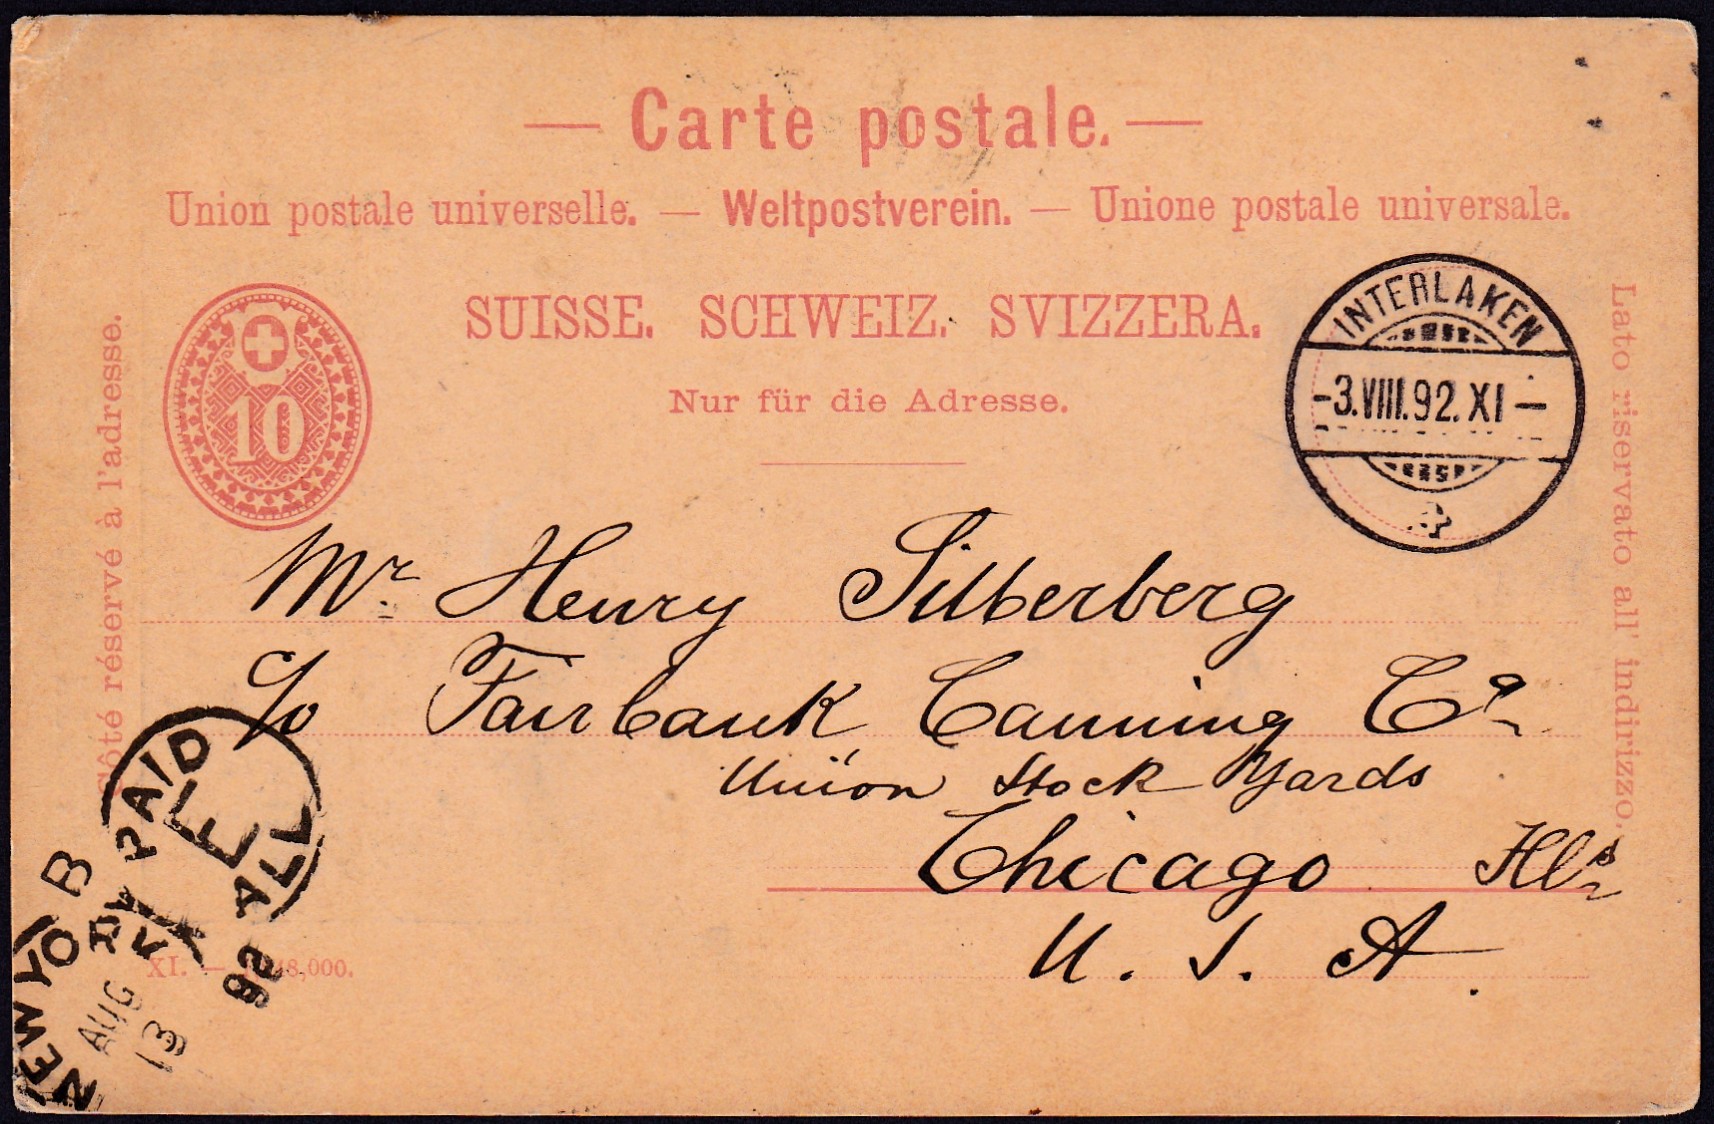 — Carte postale. —
Union postale universelle. — Weltpostverein. — Unione postale universale.
SUISSE. SCHWEIZ. SVIZZERA.
Nur für die Adresse.
Côté réservé à l'adresse.
10
INTERLAKEN
-3.VIII.92.XI-
Lato riservato all' indirizzo.
Mr. Henry Silberberg
c/o Fairbank Canning Co
Union Stock Yards
Chicago Ills
U. S. A.
PAID
E
ALL
NEW YORK
B
AUG
13
92
XI.